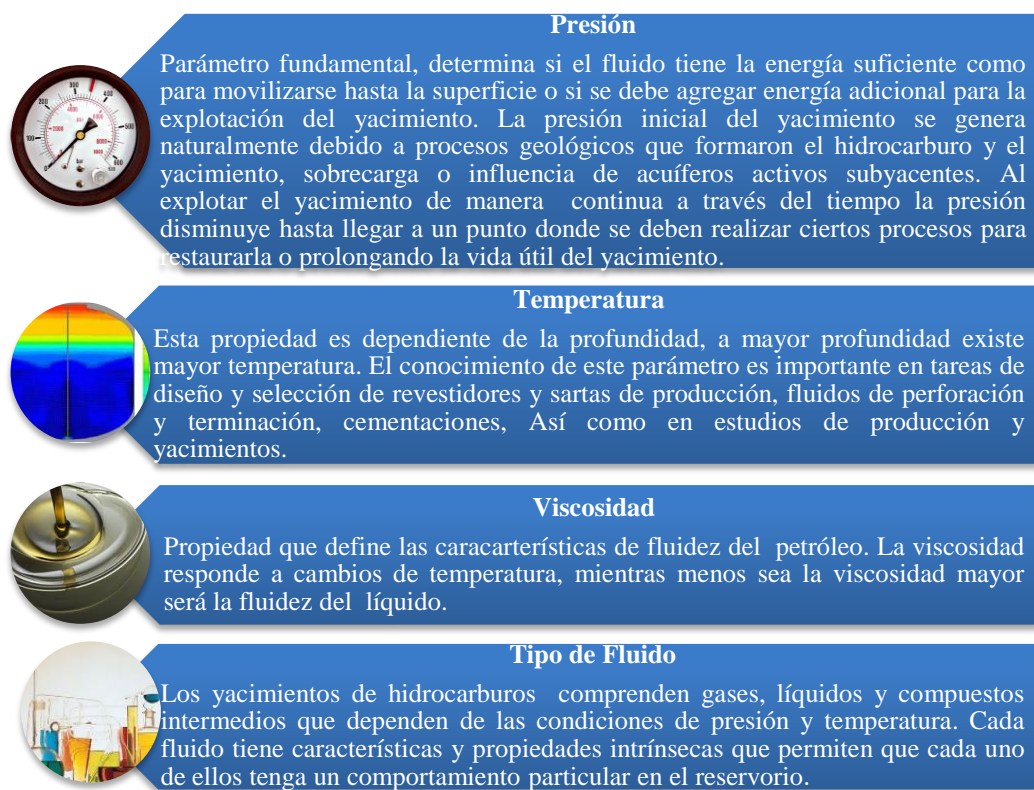 Presión
Parámetro fundamental, determina si el fluido tiene la energía suficiente como
para movilizarse hasta la superficie o si se debe agregar energía adicional para la
explotación del yacimiento. La presión inicial del yacimiento se genera
naturalmente debido a procesos geológicos que formaron el hidrocarburo y el
yacimiento, sobrecarga o influencia de acuíferos activos subyacentes. Al
explotar el yacimiento de manera continua a través del tiempo la presión
disminuye hasta llegar a un punto donde se deben realizar ciertos procesos para
restaurarla o prolongando la vida útil del yacimiento.
Temperatura
Esta propiedad es dependiente de la profundidad, a mayor profundidad existe
mayor temperatura. El conocimiento de este parámetro es importante en tareas de
diseño y selección de revestidores y sartas de producción, fluidos de perforación
y terminación, cementaciones, Así como en estudios de producción y
yacimientos.
Viscosidad
Propiedad que define las caracarterísticas de fluidez del petróleo. La viscosidad
responde a cambios de temperatura, mientras menos sea la viscosidad mayor
será la fluidez del líquido.
Tipo de Fluido
Los yacimientos de hidrocarburos comprenden gases, líquidos y compuestos
intermedios que dependen de las condiciones de presión y temperatura. Cada
fluido tiene características y propiedades intrínsecas que permiten que cada uno
de ellos tenga un comportamiento particular en el reservorio.